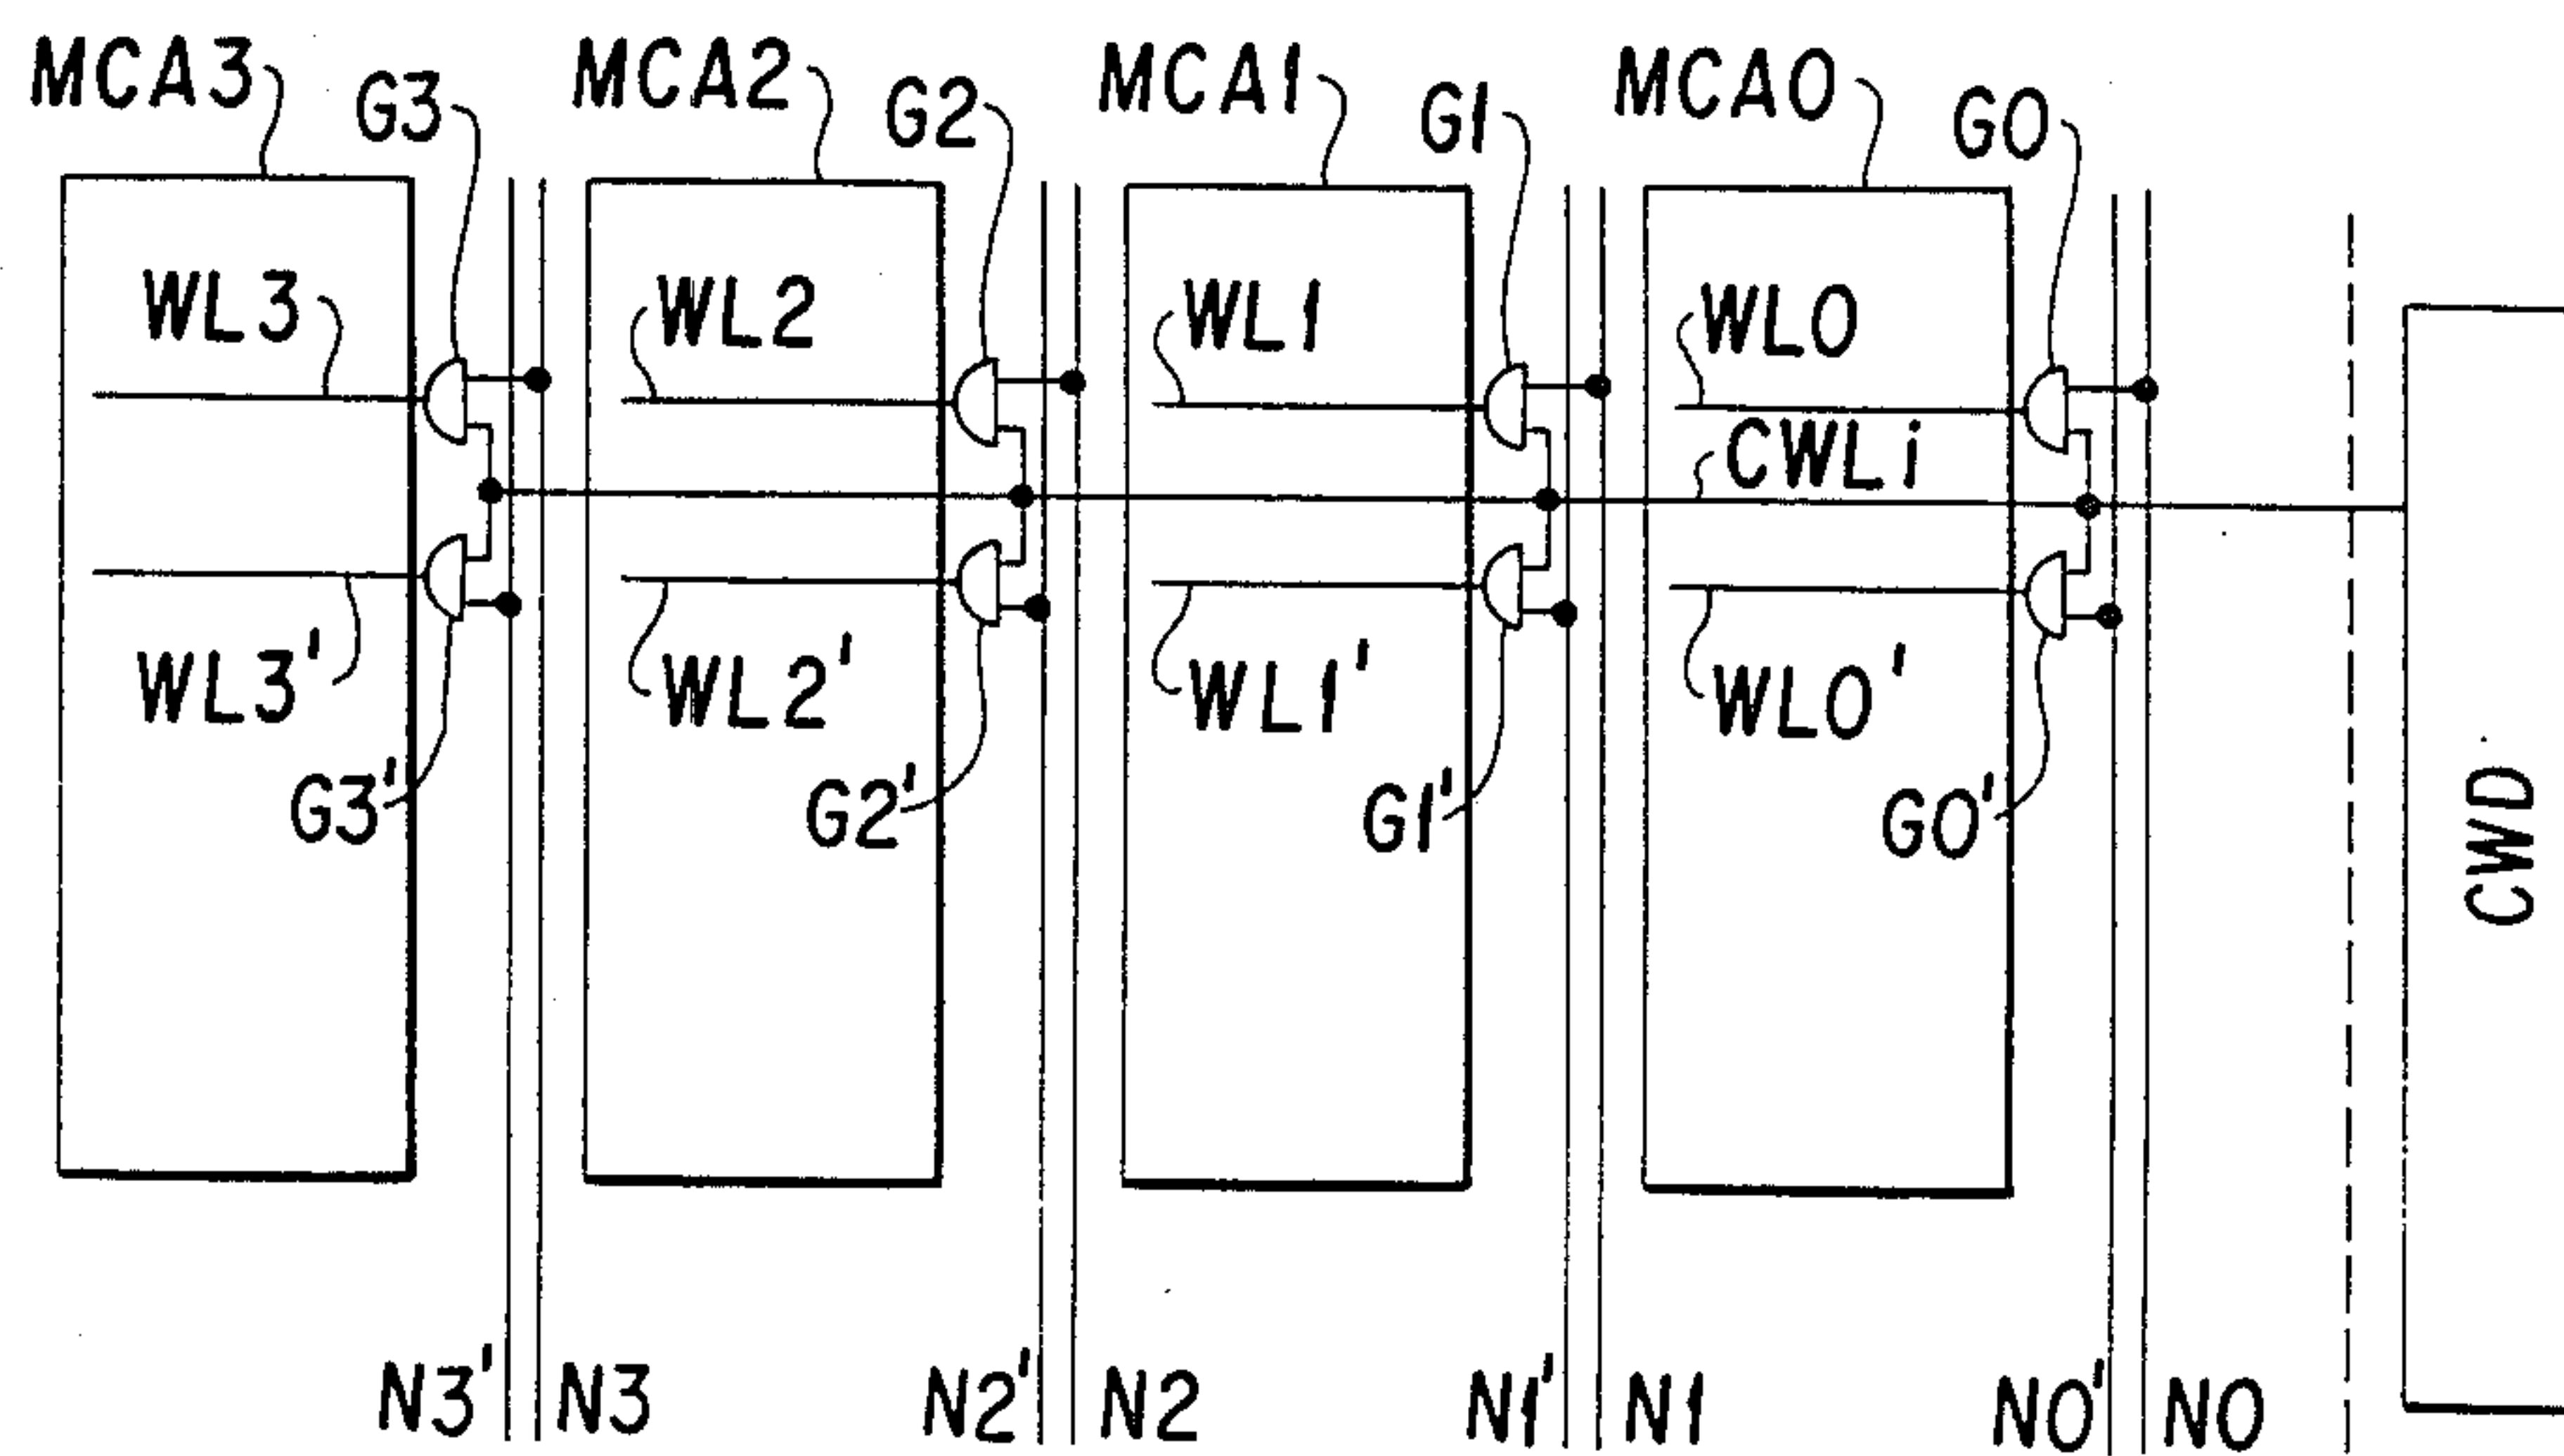 MCA3 G3 MCA2 G2 MCA1 G1 MCA0 G0
WL3 WL2 WL1 WL0
CWLi
WL3' WL2' WL1' WL0'
G3' G2' G1' G0'
CWD
N3' N3 N2' N2 N1' N1 N0' N0